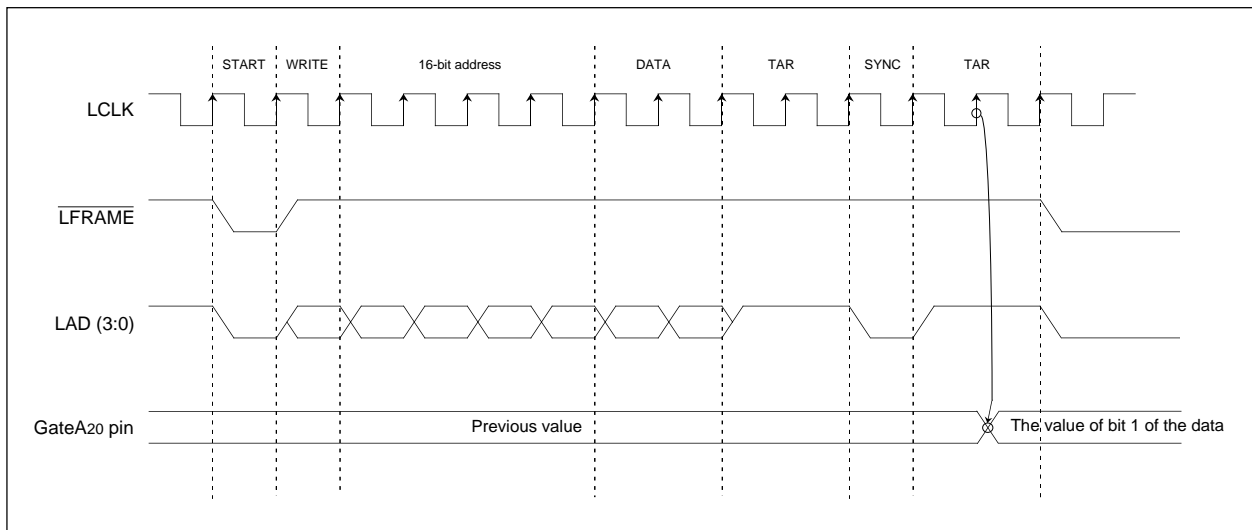 START WRITE 16-bit address DATA TAR SYNC TAR
LCLK
LFRAME
LAD (3:0)
GateA20 pin Previous value The value of bit 1 of the data